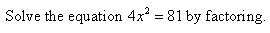 Solve the equation 4x² = 81 by factoring.